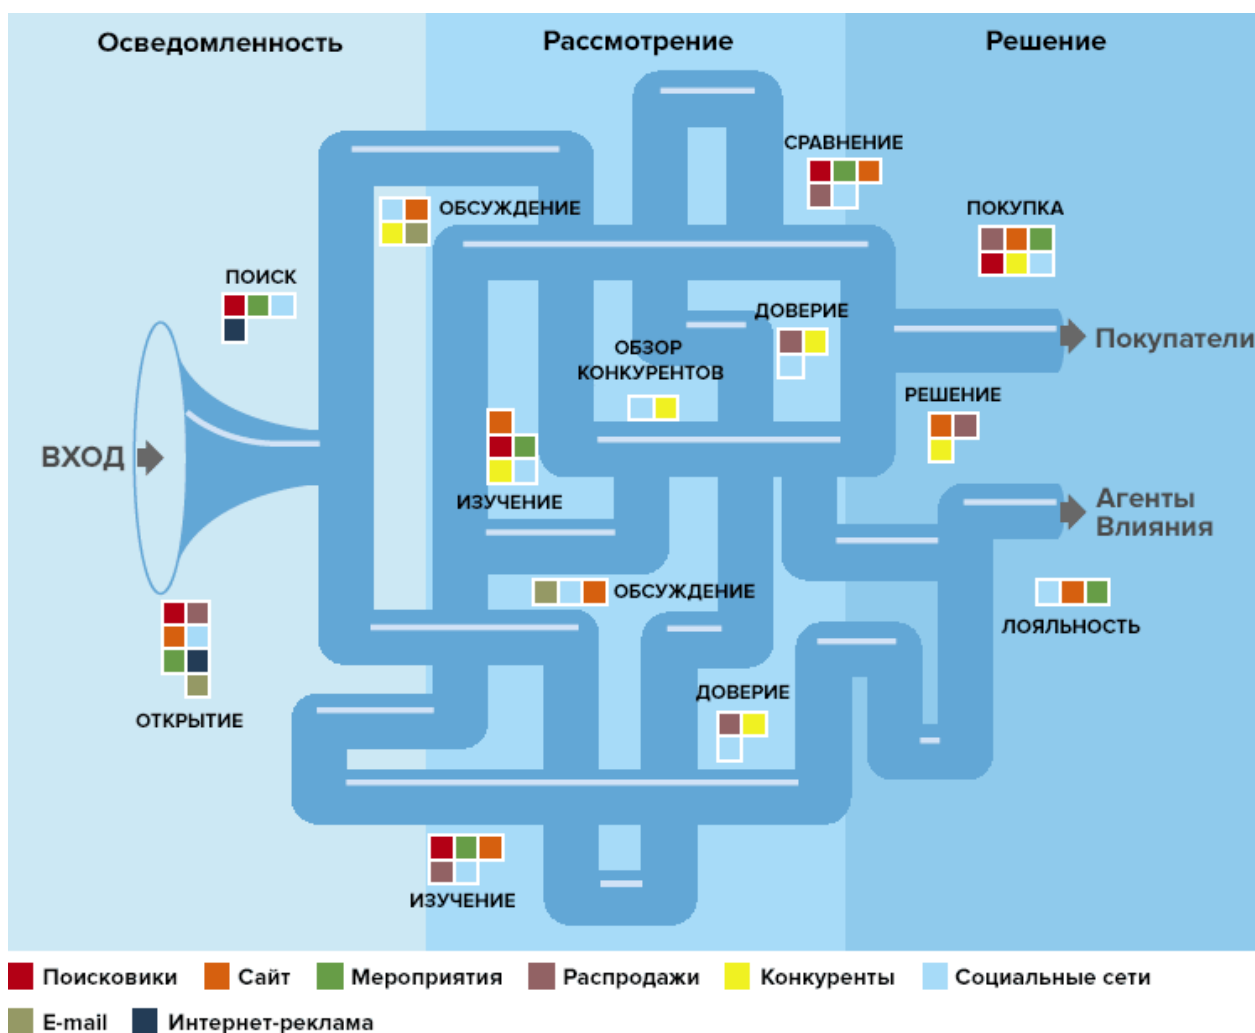 Осведомленность
Рассмотрение
Решение
СРАВНЕНИЕ
ОБСУЖДЕНИЕ
ПОКУПКА
ПОИСК
ДОВЕРИЕ
Покупатели
ОБЗОР
КОНКУРЕНТОВ
РЕШЕНИЕ
ВХОД
ИЗУЧЕНИЕ
Агенты
Влияния
ОБСУЖДЕНИЕ
ЛОЯЛЬНОСТЬ
ДОВЕРИЕ
ОТКРЫТИЕ
ИЗУЧЕНИЕ
Поисковики
Сайт
Мероприятия
Распродажи
Конкуренты
Социальные сети
E-mail
Интернет-реклама